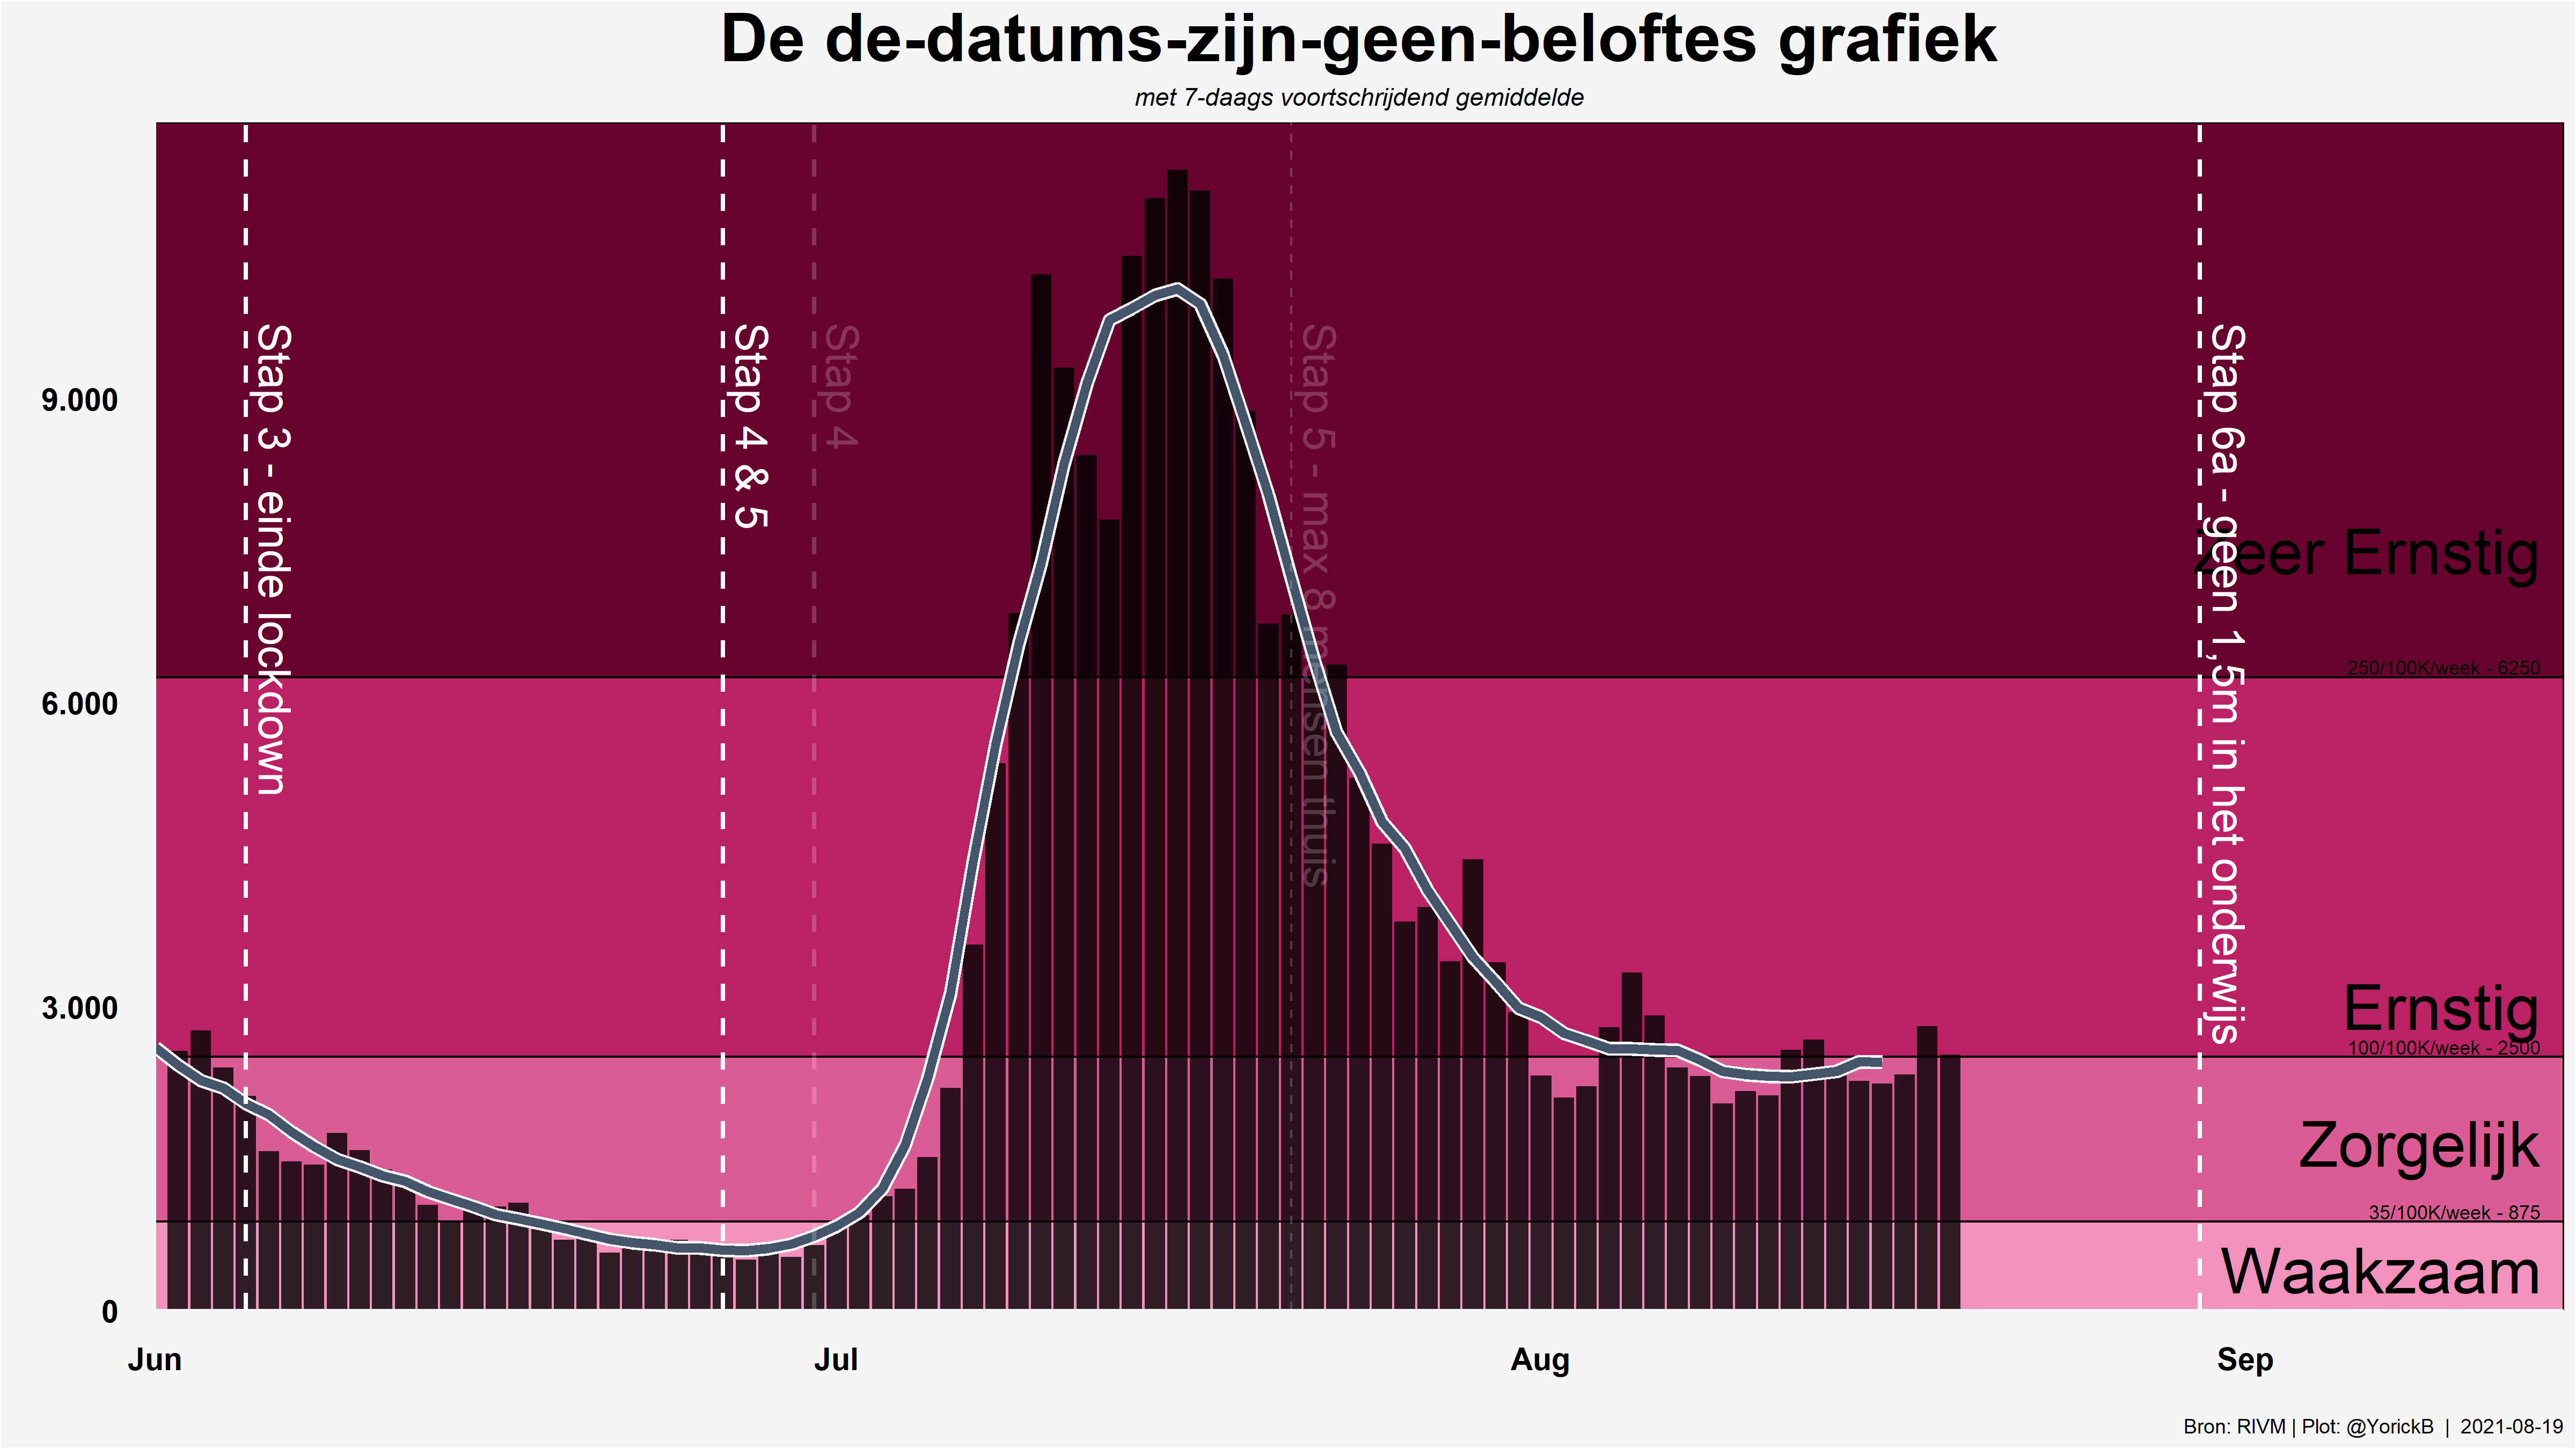 De de-datums-zijn-geen-beloftes grafiek
met 7-daags voortschrijdend gemiddelde
Stap 3 - einde lockdown
Stap 4 & 5
Stap 4
Stap 5 - max 8 mensen thuis
Stap 6a - geen 1,5m in het onderwijs
9.000
6.000
3.000
0
Zeer Ernstig
250/100K/week - 6250
Ernstig
100/100K/week - 2500
Zorgelijk
35/100K/week - 875
Waakzaam
Jun
Jul
Aug
Sep
Bron: RIVM | Plot: @YorickB | 2021-08-19